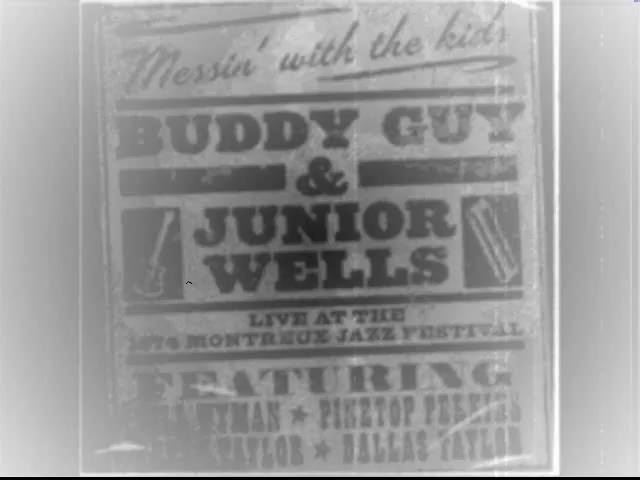 Messin' with the kids
BUDDY GUY
&
JUNIOR
WELLS
LIVE AT THE
1974 MONTREUX JAZZ FESTIVAL
FEATURING
★ PINETOP PERKINS
TAYLOR ★ DALLAS TAYLOR